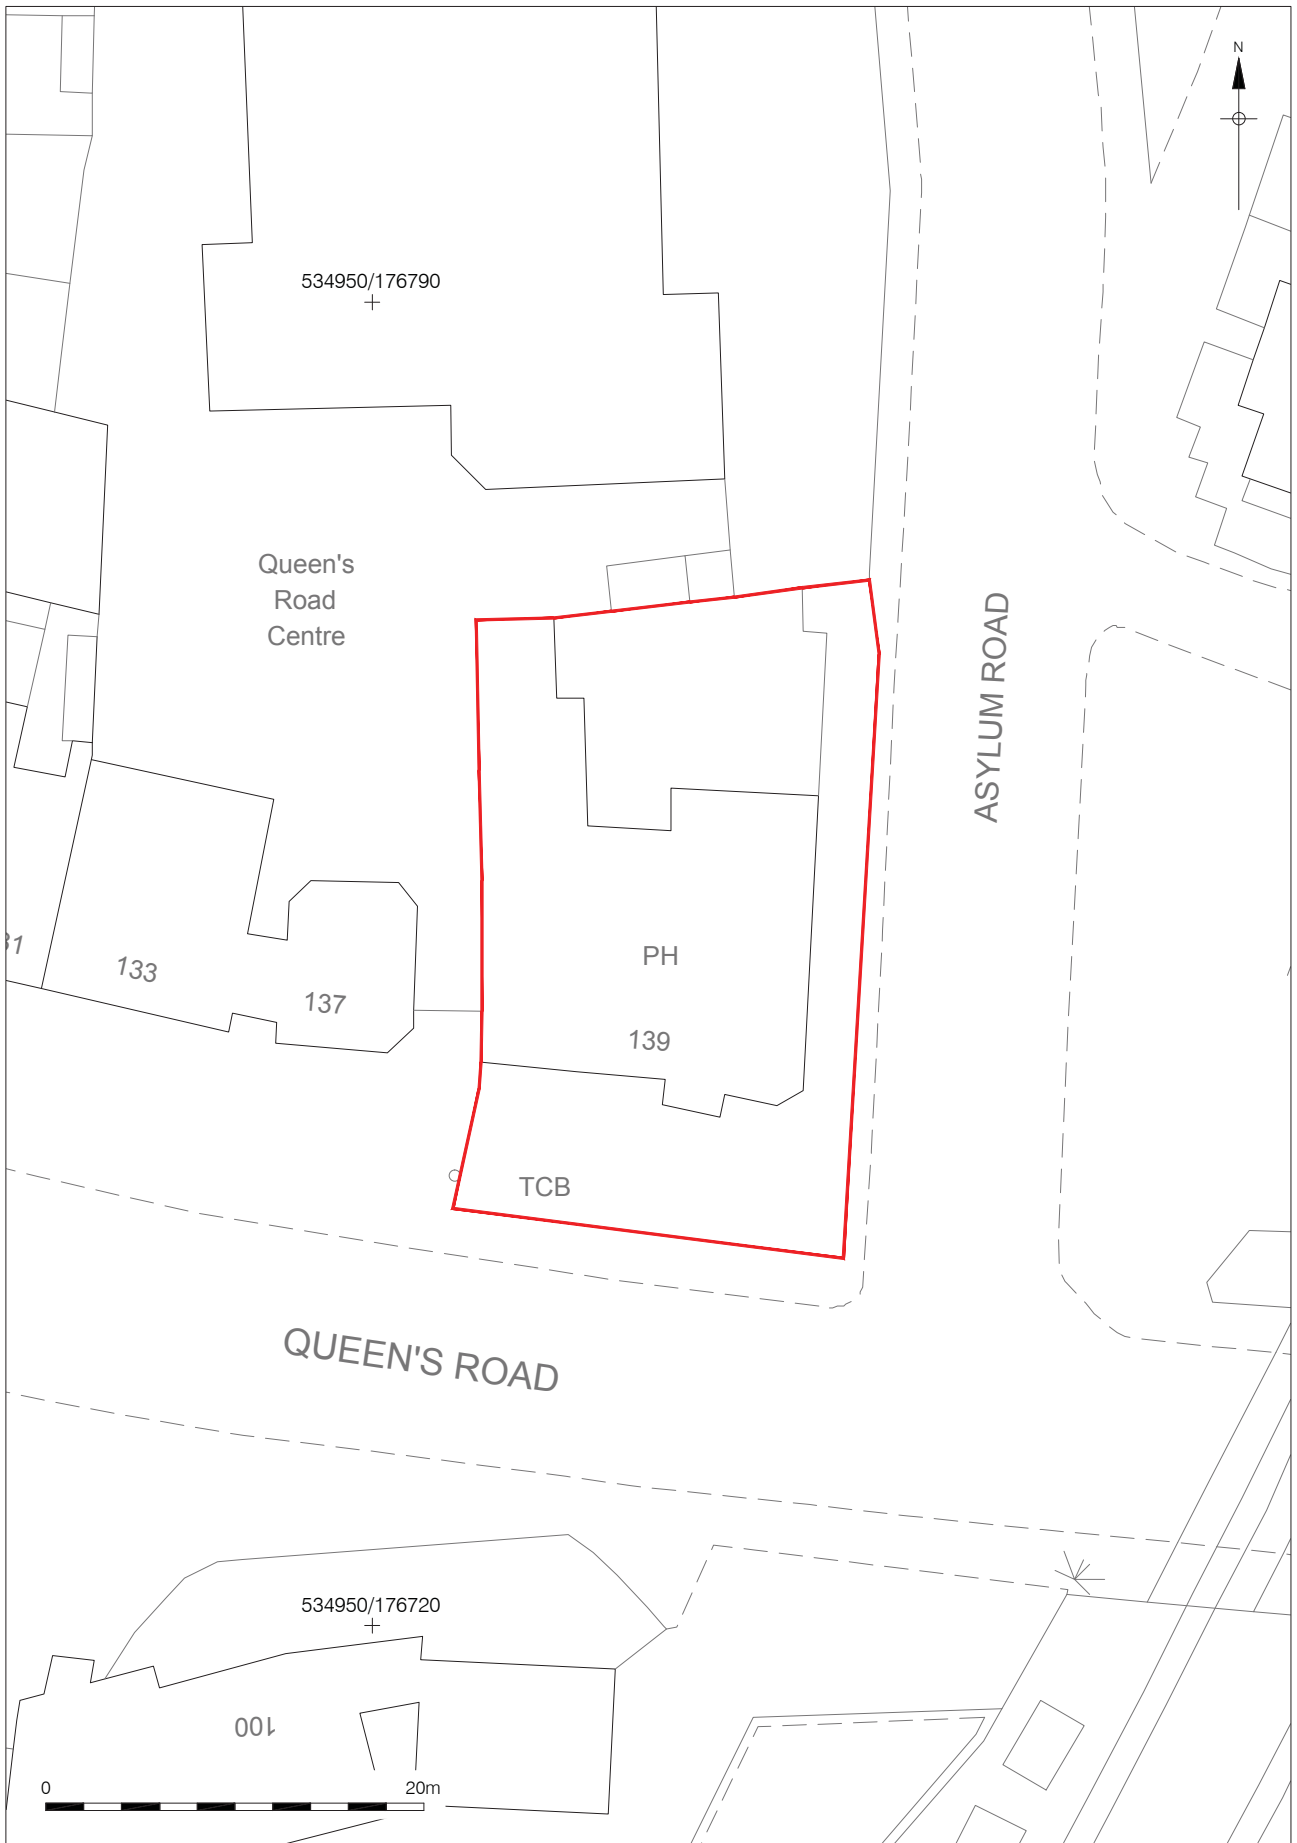 N
534950/176790
Queen's
Road
Centre
ASYLUM ROAD
31
133
137
PH
139
TCB
QUEEN'S ROAD
534950/176720
100
0
20m